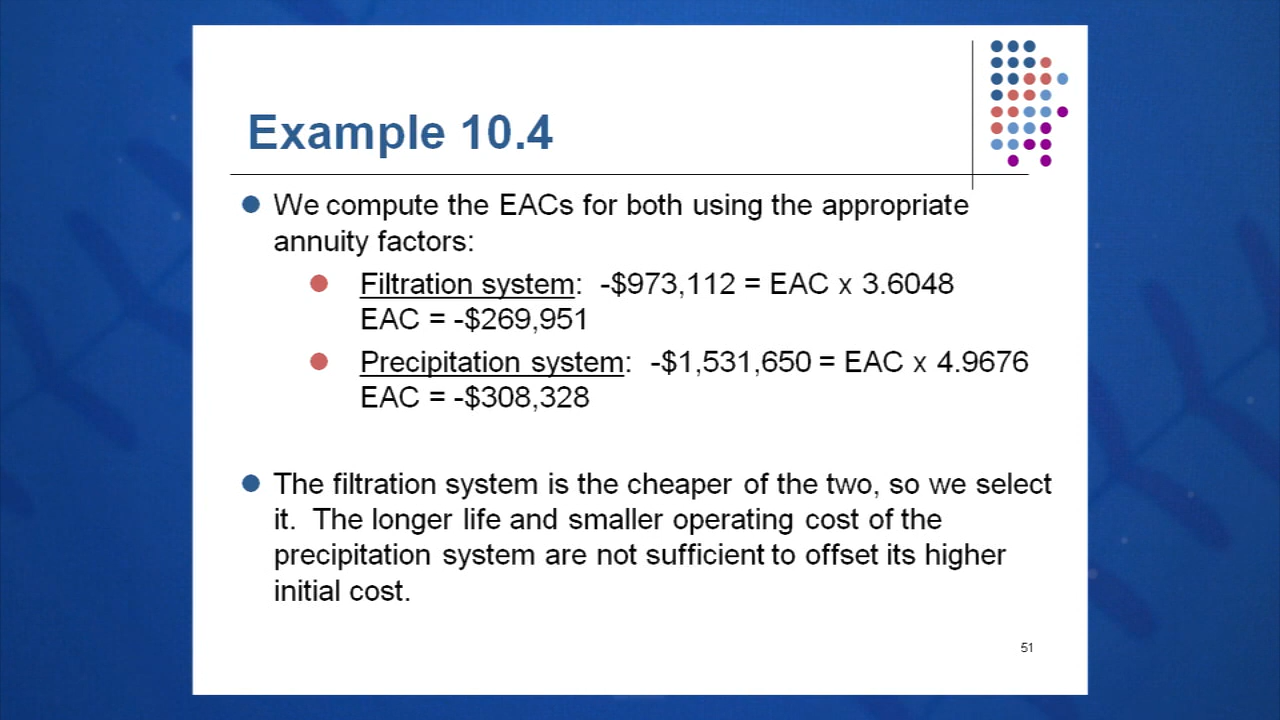 Example 10.4
We compute the EACs for both using the appropriate
annuity factors:
Filtration system: -$973,112 = EAC x 3.6048
EAC = -$269,951
Precipitation system: -$1,531,650 = EAC x 4.9676
EAC = -$308,328
The filtration system is the cheaper of the two, so we select
it. The longer life and smaller operating cost of the
precipitation system are not sufficient to offset its higher
initial cost.
51